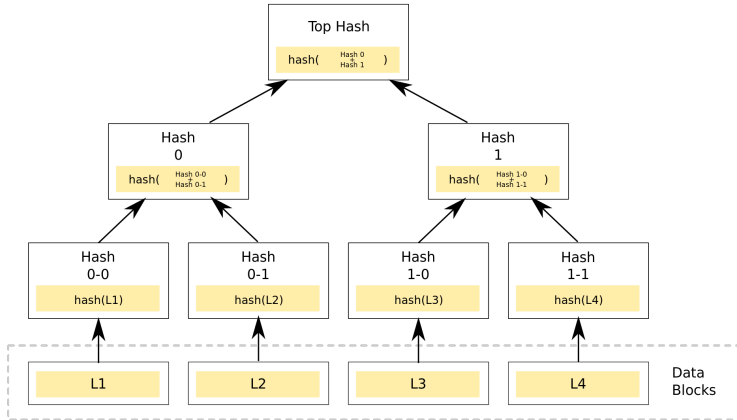 Top Hash
hash( Hash 0 + Hash 1 )
Hash 0
hash( Hash 0-0 + Hash 0-1 )
Hash 1
hash( Hash 1-0 + Hash 1-1 )
Hash 0-0
hash(L1)
Hash 0-1
hash(L2)
Hash 1-0
hash(L3)
Hash 1-1
hash(L4)
L1
L2
L3
L4
Data
Blocks